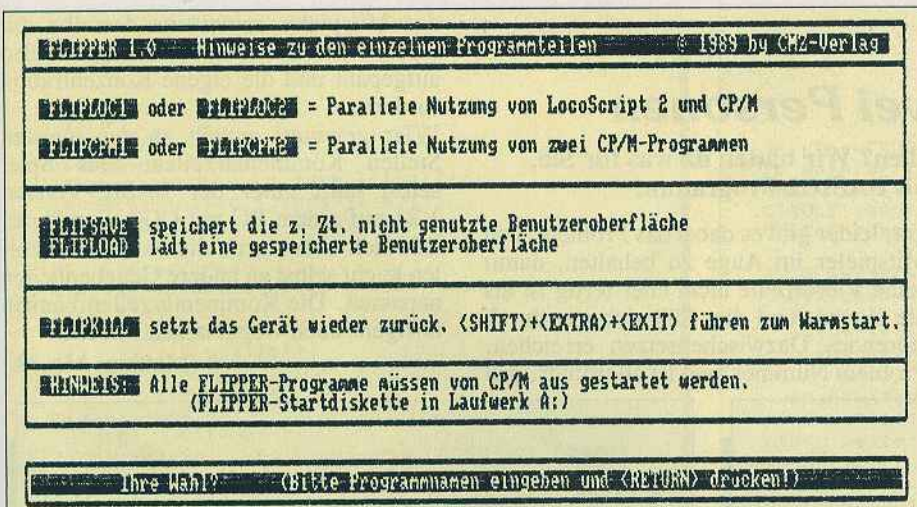 FLIPPER 1.0 Hinweise zu den einzelnen Programmteilen © 1989 by CMZ-Verlag
FLIPLOC1 oder FLIPLOC2 = Parallele Nutzung von LocoScript 2 und CP/M
FLIPCPM1 oder FLIPCPM2 = Parallele Nutzung von zwei CP/M-Programmen
FLIPSAVE speichert die z. Zt. nicht genutzte Benutzeroberfläche
FLIPLOAD lädt eine gespeicherte Benutzeroberfläche
FLIPKILL setzt das Gerät wieder zurück. <SHIFT>+<EXTRA>+<EXIT> führen zum Warmstart.
HINWEIS: Alle FLIPPER-Programme müssen von CP/M aus gestartet werden.
(FLIPPER-Startdiskette in Laufwerk A:)
Ihre Wahl? (Bitte Programmnamen eingeben und <RETURN> drücken!)